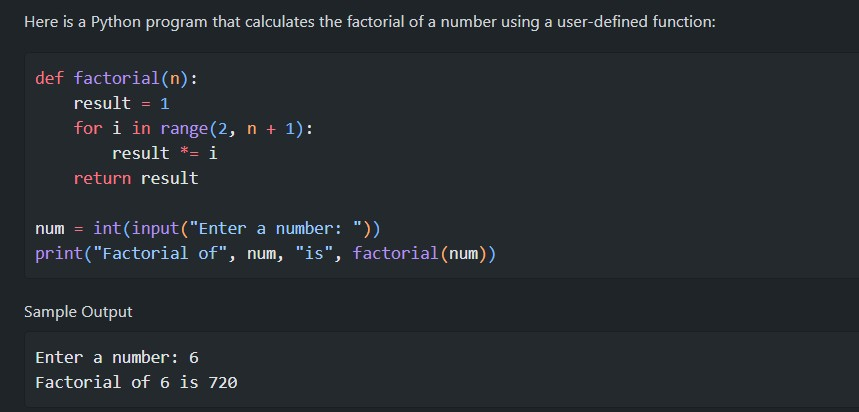 Here is a Python program that calculates the factorial of a number using a user-defined function:
def factorial(n):
    result = 1
    for i in range(2, n + 1):
        result *= i
    return result

num = int(input("Enter a number: "))
print("Factorial of", num, "is", factorial(num))
Sample Output
Enter a number: 6
Factorial of 6 is 720